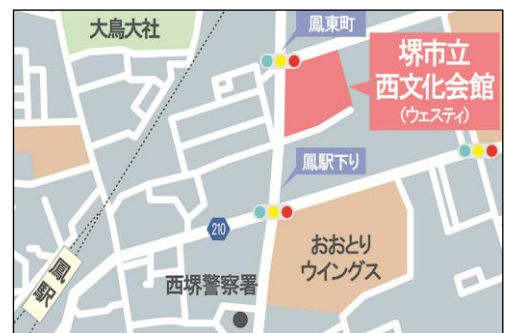 大鳥大社
鳳東町
堺市立
西文化会館
(ウェスティ)
鳳駅下り
210
おおとり
ウイングス
西堺警察署
鳳駅